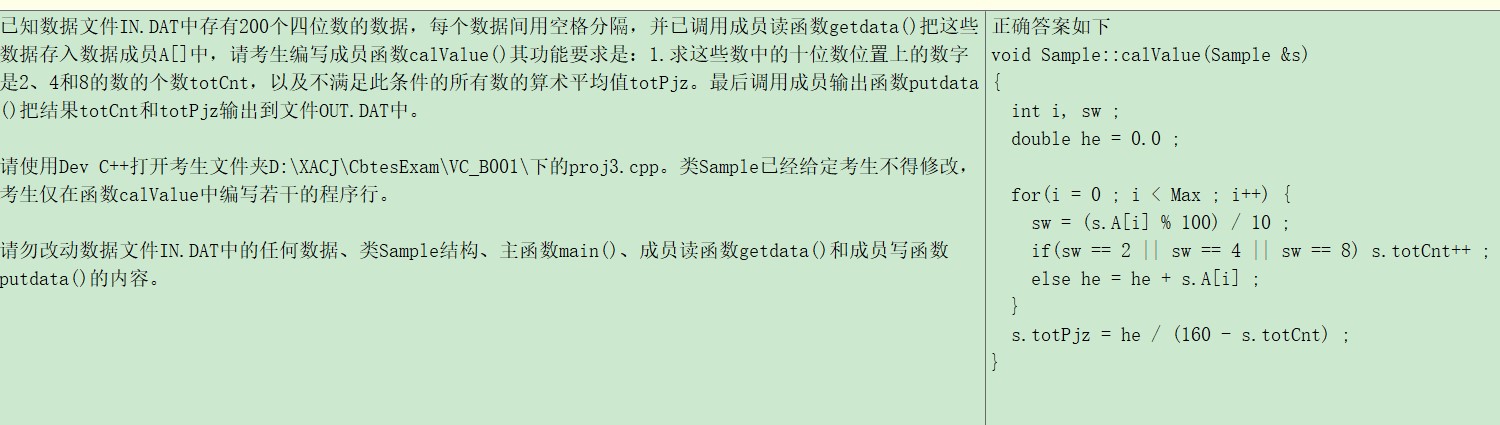 已知数据文件IN.DAT中存有200个四位数的数据，每个数据间用空格分隔，并已调用成员读函数getdata()把这些
数据存入数据成员A[]中，请考生编写成员函数calValue()其功能要求是：1.求这些数中的十位数位置上的数字
是2、4和8的数的个数totCnt，以及不满足此条件的所有数的算术平均值totPjz。最后调用成员输出函数putdata
()把结果totCnt和totPjz输出到文件OUT.DAT中。
请使用Dev C++打开考生文件夹D:\XACJ\CbtesExam\VC_B001\下的proj3.cpp。类Sample已经给定考生不得修改，
考生仅在函数calValue中编写若干的程序行。
请勿改动数据文件IN.DAT中的任何数据、类Sample结构、主函数main()、成员读函数getdata()和成员写函数
putdata()的内容。
正确答案如下
void Sample::calValue(Sample &s)
{
int i, sw ;
double he = 0.0 ;
for(i = 0 ; i < Max ; i++) {
sw = (s.A[i] % 100) / 10 ;
if(sw == 2 || sw == 4 || sw == 8) s.totCnt++ ;
else he = he + s.A[i] ;
}
s.totPjz = he / (160 - s.totCnt) ;
}